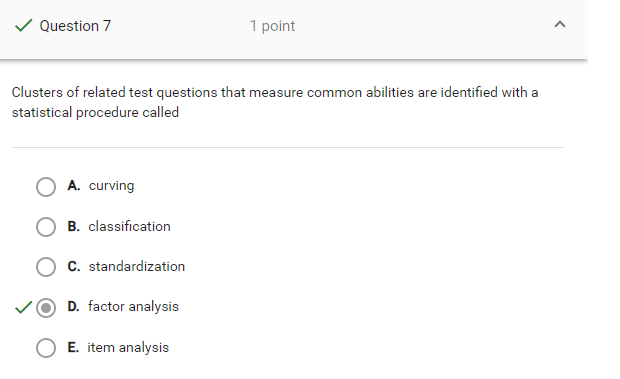 Question 7 1 point
Clusters of related test questions that measure common abilities are identified with a
statistical procedure called
A. curving
B. classification
C. standardization
D. factor analysis
E. item analysis